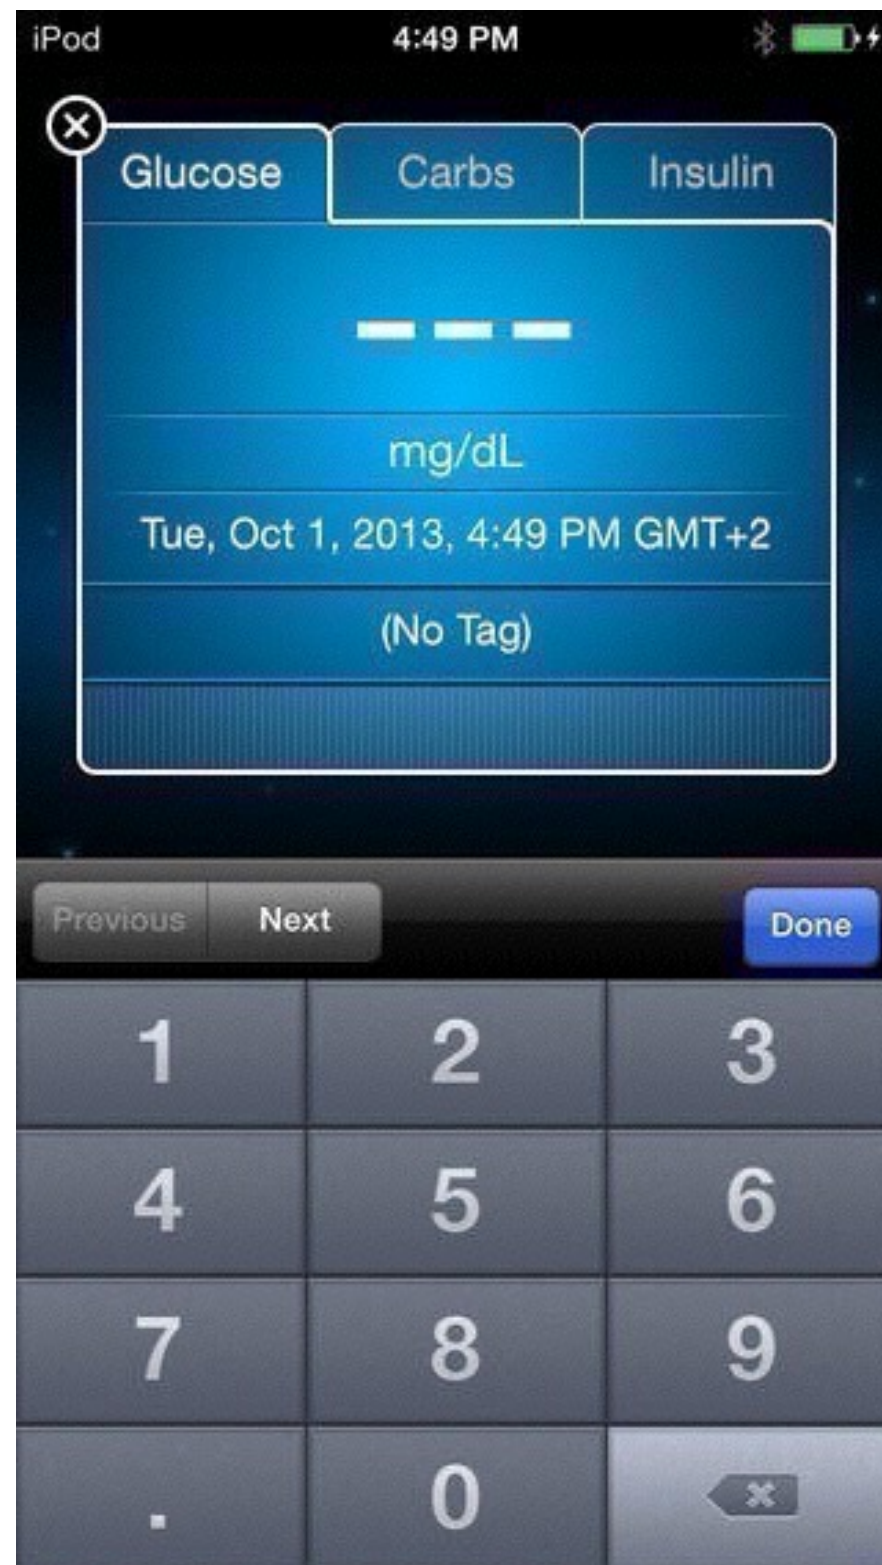 iPod 4:49 PM
Glucose Carbs Insulin
---
mg/dL
Tue, Oct 1, 2013, 4:49 PM GMT+2
(No Tag)
Previous Next Done
1 2 3
4 5 6
7 8 9
. 0